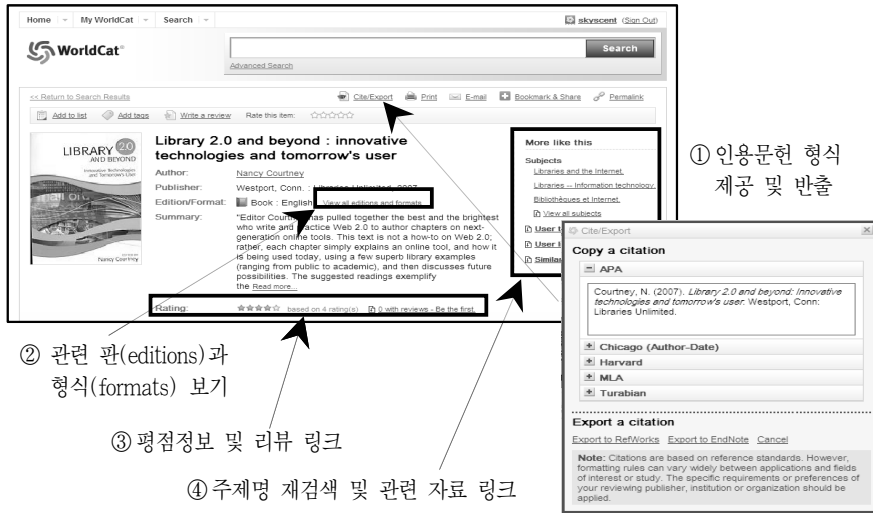 Home My WorldCat Search skyscent (Sign Out)
WorldCat®
Search
Advanced Search
<< Return to Search Results
Cite/Export Print E-mail Bookmark & Share Permalink
Add to list Add tags Write a review Rate this item:
LIBRARY 2.0
AND BEYOND
Innovative Technologies
and Tomorrow's User
Nancy Courtney
Library 2.0 and beyond : innovative
technologies and tomorrow's user
Author: Nancy Courtney
Publisher: Westport, Conn. : Libraries Unlimited, 2007.
Edition/Format: Book : English View all editions and formats
Summary: "Editor Courtney has pulled together the best and the brightest
who write and practice Web 2.0 to author chapters on next-
generation online tools. This text is not a how-to on Web 2.0;
rather, each chapter simply explains an online tool, and how it
is being used today, using a few superb library examples
(ranging from public to academic), and then discusses future
possibilities. The suggested readings exemplify
the Read more...
Rating: based on 4 rating(s) 0 with reviews - Be the first.
More like this
Subjects
Libraries and the Internet.
Libraries -- Information technology.
Bibliothèques et Internet.
View all subjects
User
User
① 인용문헌 형식
제공 및 반출
Cite/Export
Copy a citation
APA
Courtney, N. (2007). Library 2.0 and beyond: Innovative
technologies and tomorrow's user. Westport, Conn:
Libraries Unlimited.
Chicago (Author-Date)
Harvard
MLA
Turabian
Export a citation
Export to RefWorks Export to EndNote Cancel
Note: Citations are based on reference standards. However,
formatting rules can vary widely between applications and fields
of interest or study. The specific requirements or preferences of
your reviewing publisher, institution or organization should be
applied.
② 관련 판(editions)과
형식(formats) 보기
③ 평점정보 및 리뷰 링크
④ 주제명 재검색 및 관련 자료 링크